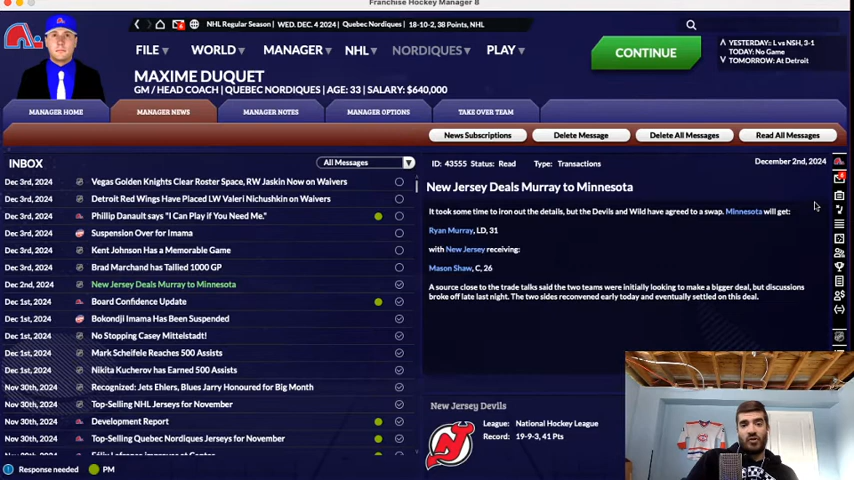 Franchise Hockey Manager 8
NHL Regular Season | WED. DEC. 4 2024 | Quebec Nordiques | 18-10-2, 38 Points, NHL
FILE WORLD MANAGER NHL NORDIQUES PLAY
CONTINUE
YESTERDAY: L vs NSH, 3-1
TODAY: No Game
TOMORROW: At Detroit
MAXIME DUQUET
GM / HEAD COACH | QUEBEC NORDIQUES | AGE: 33 | SALARY: $640,000
MANAGER HOME MANAGER NEWS MANAGER NOTES MANAGER OPTIONS TAKE OVER TEAM
News Subscriptions Delete Message Delete All Messages Read All Messages
INBOX All Messages
Dec 3rd, 2024 Vegas Golden Knights Clear Roster Space, RW Jaskin Now on Waivers
Dec 3rd, 2024 Detroit Red Wings Have Placed LW Valeri Nichushkin on Waivers
Dec 3rd, 2024 Phillip Danault says "I Can Play if You Need Me."
Dec 3rd, 2024 Suspension Over for Imama
Dec 3rd, 2024 Kent Johnson Has a Memorable Game
Dec 3rd, 2024 Brad Marchand has Tallied 1000 GP
Dec 2nd, 2024 New Jersey Deals Murray to Minnesota
Dec 1st, 2024 Board Confidence Update
Dec 1st, 2024 Bokondji Imama Has Been Suspended
Dec 1st, 2024 No Stopping Casey Mittelstadt!
Dec 1st, 2024 Mark Scheifele Reaches 500 Assists
Dec 1st, 2024 Nikita Kucherov has Earned 500 Assists
Nov 30th, 2024 Recognized: Jets Ehlers, Blues Jarry Honoured for Big Month
Nov 30th, 2024 Top-Selling NHL Jerseys for November
Nov 30th, 2024 Development Report
Nov 30th, 2024 Top-Selling Quebec Nordiques Jerseys for November
Response needed PM
ID: 43555 Status: Read Type: Transactions December 2nd, 2024
New Jersey Deals Murray to Minnesota
It took some time to iron out the details, but the Devils and Wild have agreed to a swap. Minnesota will get:
Ryan Murray, LD, 31
with New Jersey receiving:
Mason Shaw, C, 26
A source close to the trade talks said the two teams were initially looking to make a bigger deal, but discussions
broke off late last night. The two sides reconvened early today and eventually settled on this deal.
New Jersey Devils
League: National Hockey League
Record: 19-9-3, 41 Pts